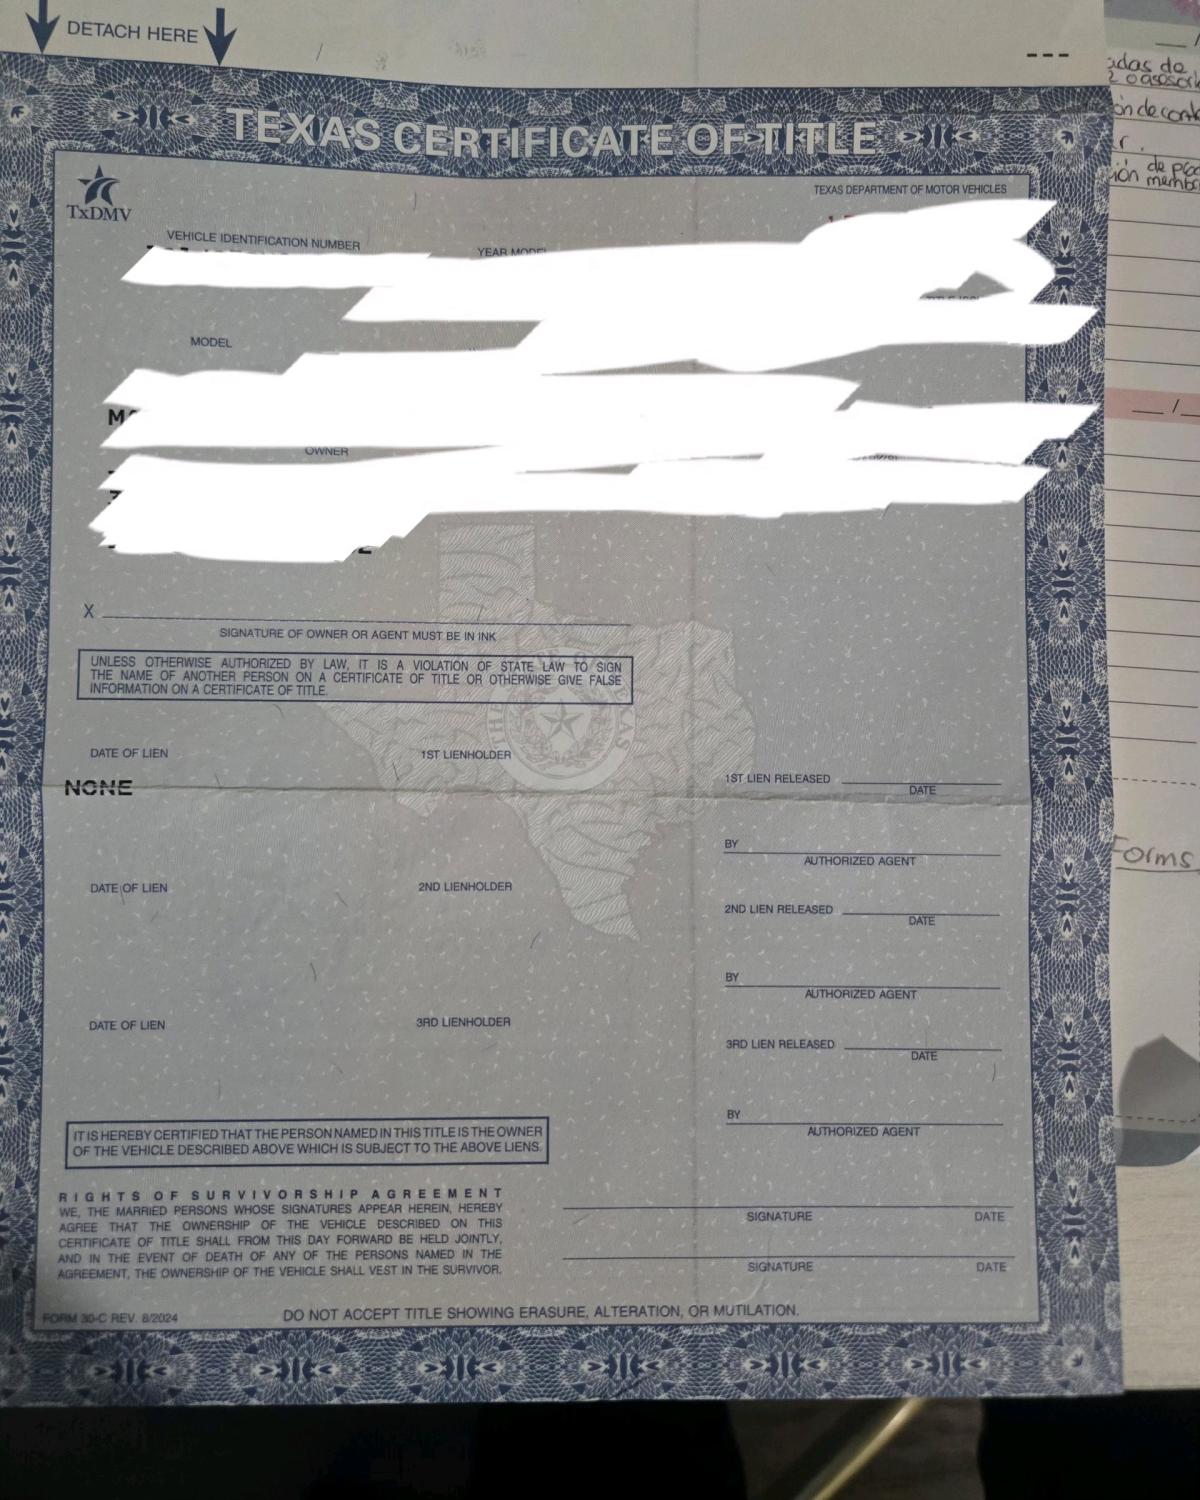 DETACH HERE
---
TEXAS CERTIFICATE OF TITLE
TxDMV
TEXAS DEPARTMENT OF MOTOR VEHICLES
VEHICLE IDENTIFICATION NUMBER
YEAR MODEL
MODEL
OWNER
X
SIGNATURE OF OWNER OR AGENT MUST BE IN INK
UNLESS OTHERWISE AUTHORIZED BY LAW, IT IS A VIOLATION OF STATE LAW TO SIGN
THE NAME OF ANOTHER PERSON ON A CERTIFICATE OF TITLE OR OTHERWISE GIVE FALSE
INFORMATION ON A CERTIFICATE OF TITLE.
DATE OF LIEN
1ST LIENHOLDER
NONE
1ST LIEN RELEASED
DATE
BY
AUTHORIZED AGENT
DATE OF LIEN
2ND LIENHOLDER
2ND LIEN RELEASED
DATE
BY
AUTHORIZED AGENT
DATE OF LIEN
3RD LIENHOLDER
3RD LIEN RELEASED
DATE
BY
AUTHORIZED AGENT
IT IS HEREBY CERTIFIED THAT THE PERSON NAMED IN THIS TITLE IS THE OWNER
OF THE VEHICLE DESCRIBED ABOVE WHICH IS SUBJECT TO THE ABOVE LIENS.
RIGHTS OF SURVIVORSHIP AGREEMENT
WE, THE MARRIED PERSONS WHOSE SIGNATURES APPEAR HEREIN, HEREBY
AGREE THAT THE OWNERSHIP OF THE VEHICLE DESCRIBED ON THIS
CERTIFICATE OF TITLE SHALL FROM THIS DAY FORWARD BE HELD JOINTLY,
AND IN THE EVENT OF DEATH OF ANY OF THE PERSONS NAMED IN THE
AGREEMENT, THE OWNERSHIP OF THE VEHICLE SHALL VEST IN THE SURVIVOR.
SIGNATURE DATE
SIGNATURE DATE
FORM 30-C REV. 8/2024
DO NOT ACCEPT TITLE SHOWING ERASURE, ALTERATION, OR MUTILATION.
Forms